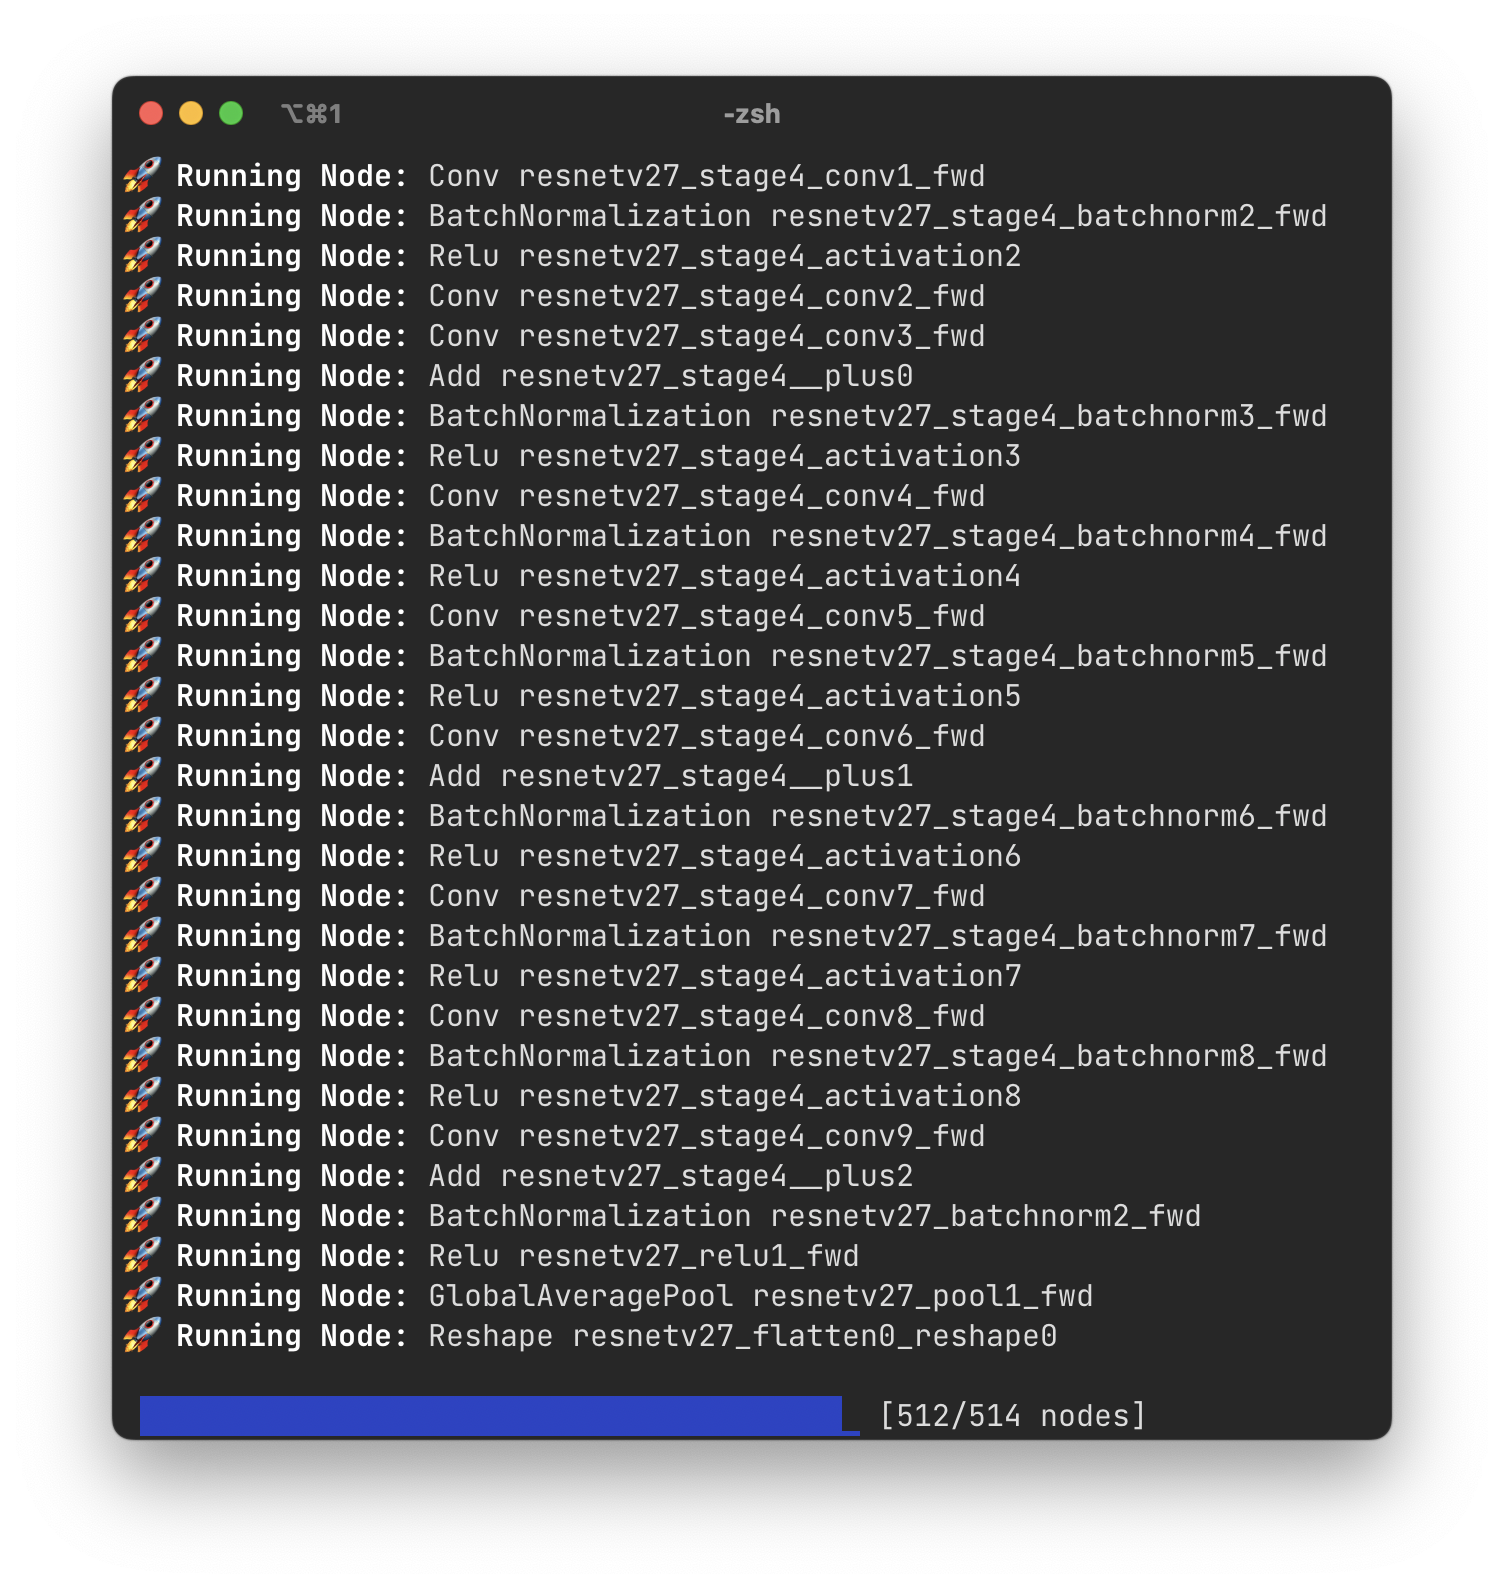 ⌥⌘1
-zsh
🚀 Running Node: Conv resnetv27_stage4_conv1_fwd
🚀 Running Node: BatchNormalization resnetv27_stage4_batchnorm2_fwd
🚀 Running Node: Relu resnetv27_stage4_activation2
🚀 Running Node: Conv resnetv27_stage4_conv2_fwd
🚀 Running Node: Conv resnetv27_stage4_conv3_fwd
🚀 Running Node: Add resnetv27_stage4__plus0
🚀 Running Node: BatchNormalization resnetv27_stage4_batchnorm3_fwd
🚀 Running Node: Relu resnetv27_stage4_activation3
🚀 Running Node: Conv resnetv27_stage4_conv4_fwd
🚀 Running Node: BatchNormalization resnetv27_stage4_batchnorm4_fwd
🚀 Running Node: Relu resnetv27_stage4_activation4
🚀 Running Node: Conv resnetv27_stage4_conv5_fwd
🚀 Running Node: BatchNormalization resnetv27_stage4_batchnorm5_fwd
🚀 Running Node: Relu resnetv27_stage4_activation5
🚀 Running Node: Conv resnetv27_stage4_conv6_fwd
🚀 Running Node: Add resnetv27_stage4__plus1
🚀 Running Node: BatchNormalization resnetv27_stage4_batchnorm6_fwd
🚀 Running Node: Relu resnetv27_stage4_activation6
🚀 Running Node: Conv resnetv27_stage4_conv7_fwd
🚀 Running Node: BatchNormalization resnetv27_stage4_batchnorm7_fwd
🚀 Running Node: Relu resnetv27_stage4_activation7
🚀 Running Node: Conv resnetv27_stage4_conv8_fwd
🚀 Running Node: BatchNormalization resnetv27_stage4_batchnorm8_fwd
🚀 Running Node: Relu resnetv27_stage4_activation8
🚀 Running Node: Conv resnetv27_stage4_conv9_fwd
🚀 Running Node: Add resnetv27_stage4__plus2
🚀 Running Node: BatchNormalization resnetv27_batchnorm2_fwd
🚀 Running Node: Relu resnetv27_relu1_fwd
🚀 Running Node: GlobalAveragePool resnetv27_pool1_fwd
🚀 Running Node: Reshape resnetv27_flatten0_reshape0
[512/514 nodes]